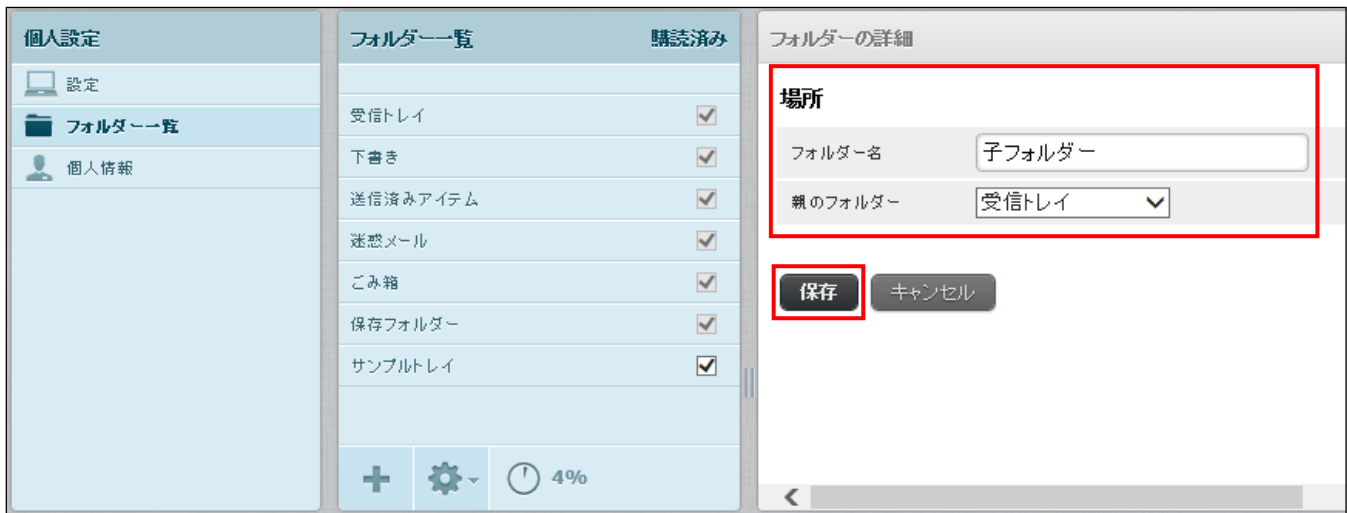 個人設定
設定
フォルダー一覧
個人情報
フォルダー一覧 購読済み
受信トレイ
下書き
送信済みアイテム
迷惑メール
ごみ箱
保存フォルダー
サンプルトレイ
4%
フォルダーの詳細
場所
フォルダー名 子フォルダー
親のフォルダー 受信トレイ
保存 キャンセル